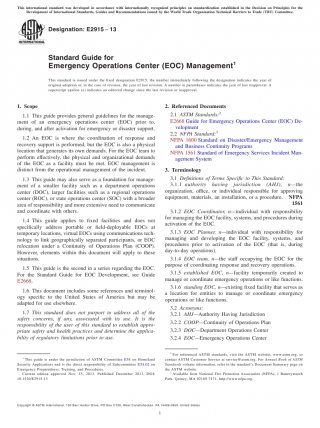 This international standard was developed in accordance with internationally recognized principles on standardization established in the Decision on Principles for the
Development of International Standards, Guides and Recommendations issued by the World Trade Organization Technical Barriers to Trade (TBT) Committee.
Designation: E2915 − 13
Standard Guide for
Emergency Operations Center (EOC) Management¹
This standard is issued under the fixed designation E2915; the number immediately following the designation indicates the year of
original adoption or, in the case of revision, the year of last revision. A number in parentheses indicates the year of last reapproval. A
superscript epsilon (ε) indicates an editorial change since the last revision or reapproval.
1. Scope
1.1 This guide provides general guidelines for the management
of an emergency operations center (EOC) prior to,
during, and after activation for emergency or disaster support.
1.2 An EOC is where the coordination of response and
recovery support is performed, but the EOC is also a physical
location that generates its own demands. For the EOC team to
perform effectively, the physical and organizational demands
of the EOC as a facility must be met. EOC management is
distinct from the operational management of the incident.
1.3 This guide may also serve as a foundation for management
of a smaller facility such as a department operations
center (DOC), larger facilities such as a regional operations
center (ROC), or state operations center (SOC) with a broader
area of responsibility and more extensive need to communicate
and coordinate with others.
1.4 This guide applies to fixed facilities and does not
specifically address portable or field-deployable EOCs at
temporary locations, virtual EOCs using communications technology
to link geographically separated participants, or EOC
relocation under a Continuity of Operations Plan (COOP).
However, elements within this document will apply to these
situations.
1.5 This guide is the second in a series regarding the EOC.
For the Standard Guide for EOC Development, see Guide
E2668.
1.6 This document includes some references and terminology
specific to the United States of America but may be
adapted for use elsewhere.
1.7 This standard does not purport to address all of the
safety concerns, if any, associated with its use. It is the
responsibility of the user of this standard to establish appropriate
safety and health practices and determine the applicability
of regulatory limitations prior to use.
2. Referenced Documents
2.1 ASTM Standards:²
E2668 Guide for Emergency Operations Center (EOC) Development
2.2 NFPA Standard:³
NFPA 1600 Standard on Disaster/Emergency Management
and Business Continuity Programs
NFPA 1561 Standard of Emergency Services Incident Management
System
3. Terminology
3.1 Definitions of Terms Specific to This Standard:
3.1.1 authority having jurisdiction (AHJ), n—the
organization, office, or individual responsible for approving
equipment, materials, an installation, or a procedure. NFPA
1561
3.1.2 EOC Coordinator, n—individual with responsibility
for managing the EOC facility, systems, and procedures during
activation of the EOC.
3.1.3 EOC Planner, n—individual with responsibility for
managing and developing the EOC facility, systems, and
procedures prior to activation of the EOC (that is, during
day-to-day operations).
3.1.4 EOC team, n—the staff occupying the EOC for the
purpose of coordinating response and recovery operations.
3.1.5 established EOC, n—facility temporarily created to
manage or coordinate emergency operations or like functions.
3.1.6 standing EOC, n—existing fixed facility that serves as
a location for entities to manage or coordinate emergency
operations or like functions.
3.2 Acronyms:
3.2.1 AHJ—Authority Having Jurisdiction
3.2.2 COOP—Continuity of Operations Plan
3.2.3 DOC—Department Operations Center
3.2.4 EOC—Emergency Operations Center
¹ This guide is under the jurisdiction of ASTM Committee E54 on Homeland
Security Applications and is the direct responsibility of Subcommittee E54.02 on
Emergency Preparedness, Training, and Procedures.
Current edition approved Nov. 15, 2013. Published December 2013. DOI:
10.1520/E2915-13
² For referenced ASTM standards, visit the ASTM website, www.astm.org, or
contact ASTM Customer Service at service@astm.org. For Annual Book of ASTM
Standards volume information, refer to the standard's Document Summary page on
the ASTM website.
³ Available from National Fire Protection Association (NFPA), 1 Batterymarch
Park, Quincy, MA 02169-7471, http://www.nfpa.org.
Copyright © ASTM International, 100 Barr Harbor Drive, PO Box C700, West Conshohocken, PA 19428-2959. United States
1